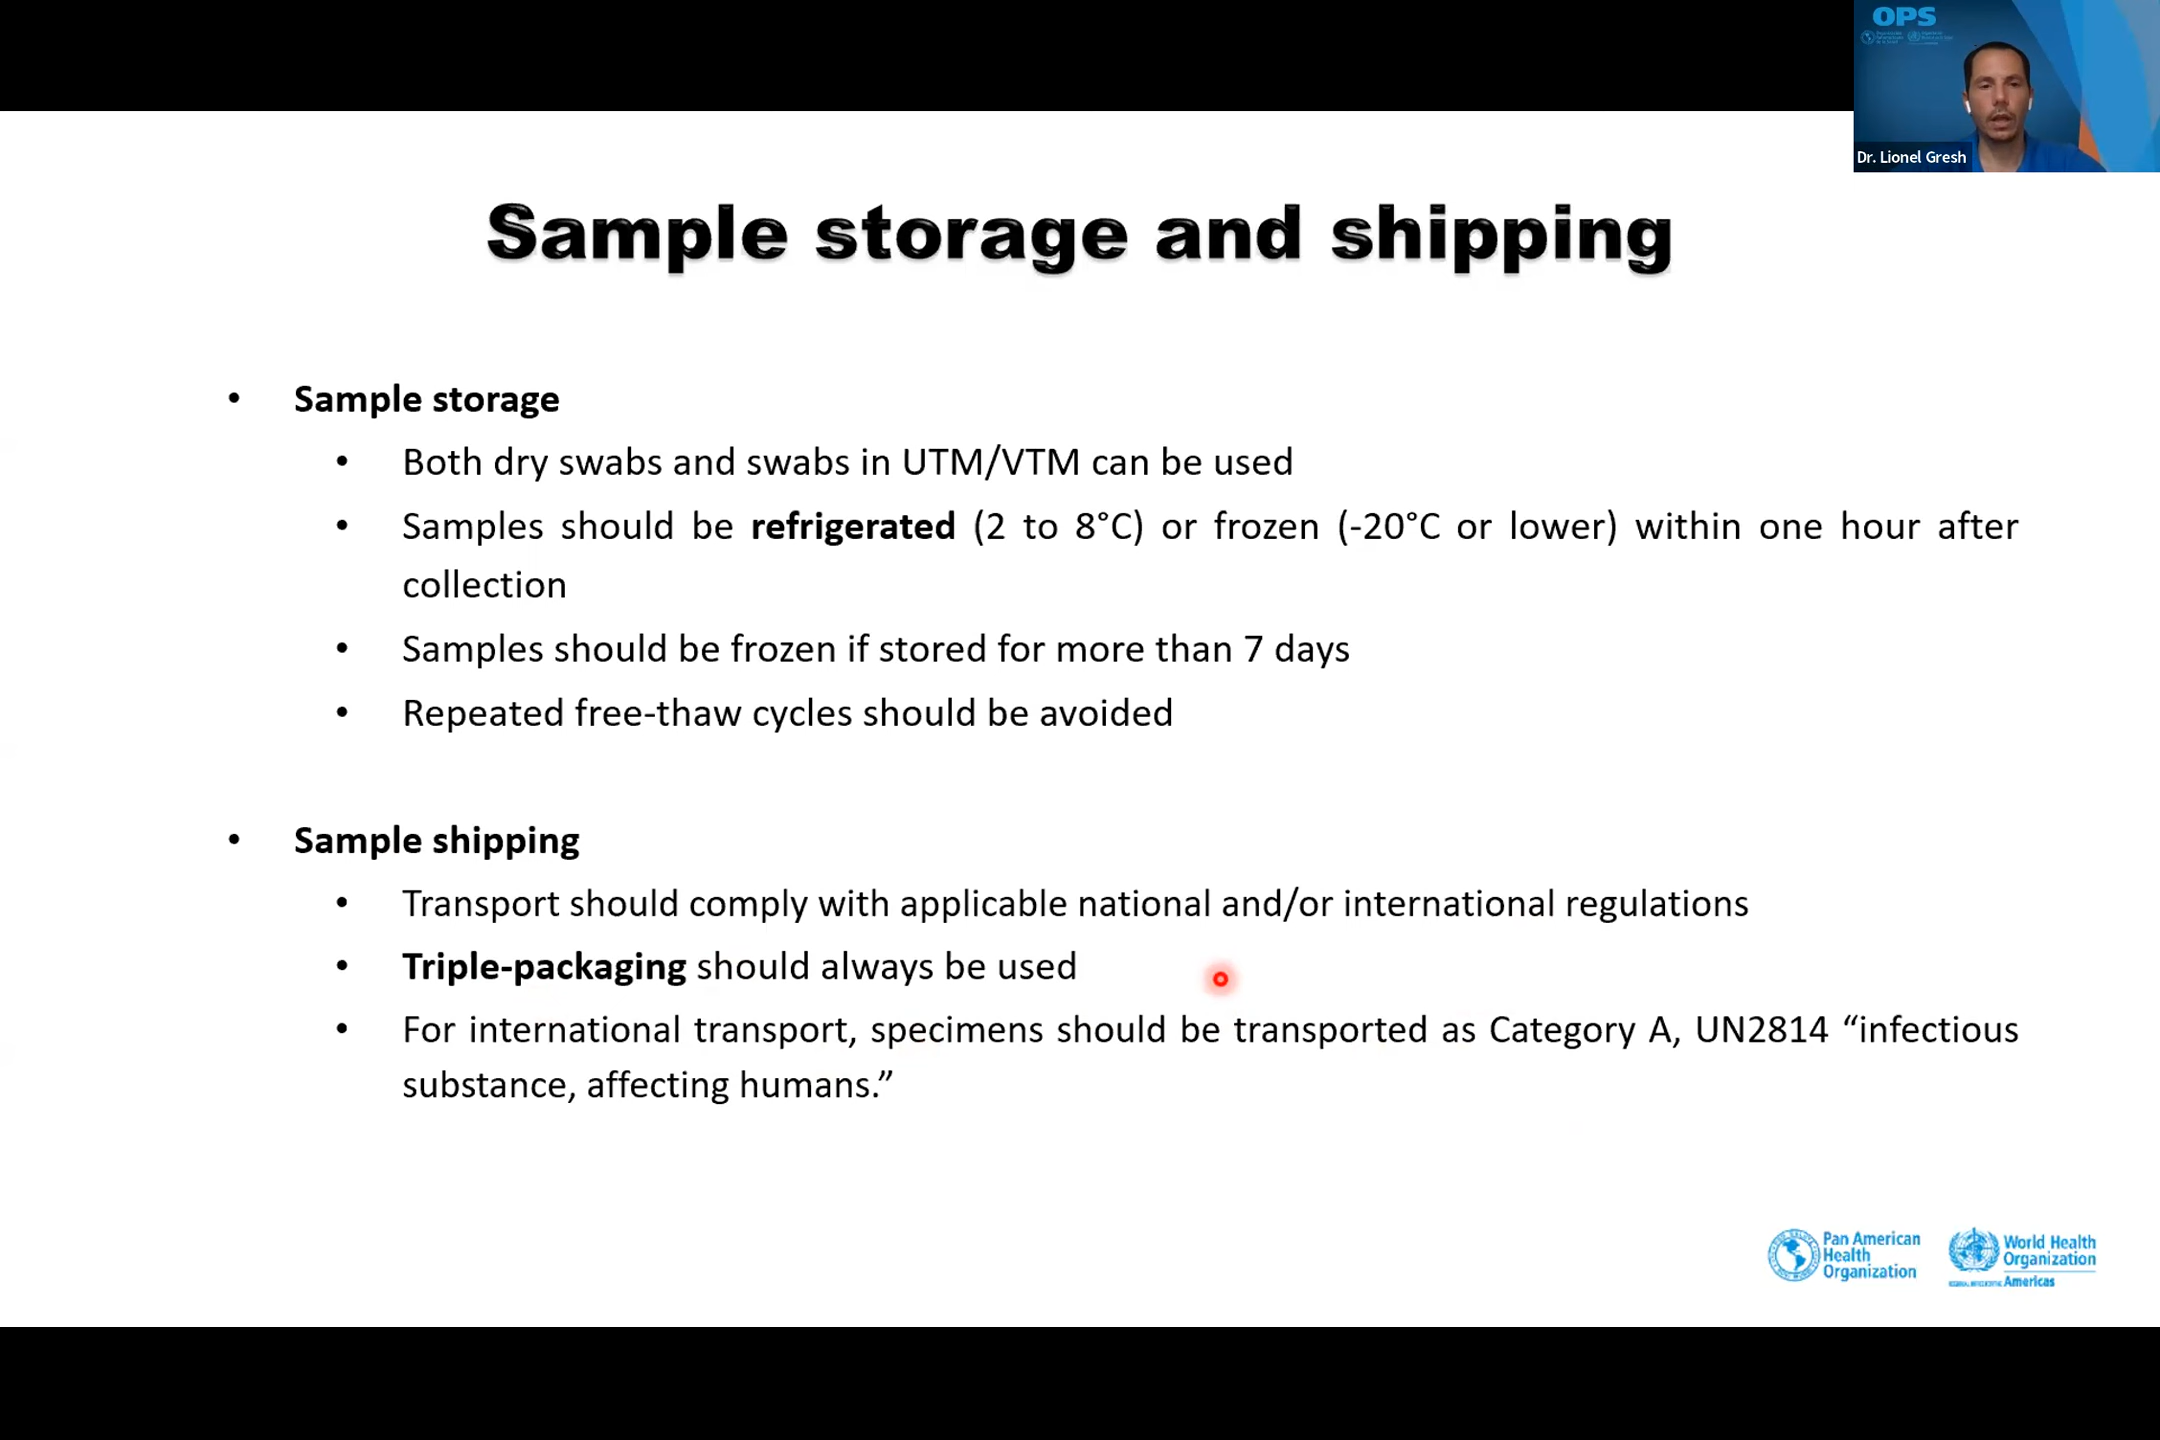 OPS
Dr. Lionel Gresh
Sample storage and shipping
• Sample storage
• Both dry swabs and swabs in UTM/VTM can be used
• Samples should be refrigerated (2 to 8°C) or frozen (-20°C or lower) within one hour after
collection
• Samples should be frozen if stored for more than 7 days
• Repeated free-thaw cycles should be avoided
• Sample shipping
• Transport should comply with applicable national and/or international regulations
• Triple-packaging should always be used
• For international transport, specimens should be transported as Category A, UN2814 “infectious
substance, affecting humans.”
Pan American
Health
Organization
World Health
Organization
Americas